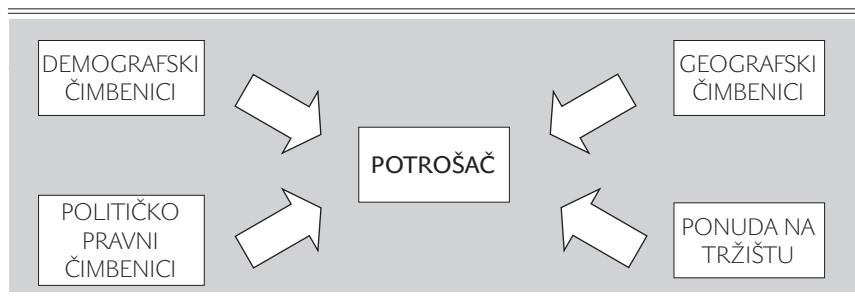 DEMOGRAFSKI
ČIMBENICI
GEOGRAFSKI
ČIMBENICI
POTROŠAČ
POLITIČKO
PRAVNI
ČIMBENICI
PONUDA NA
TRŽIŠTU